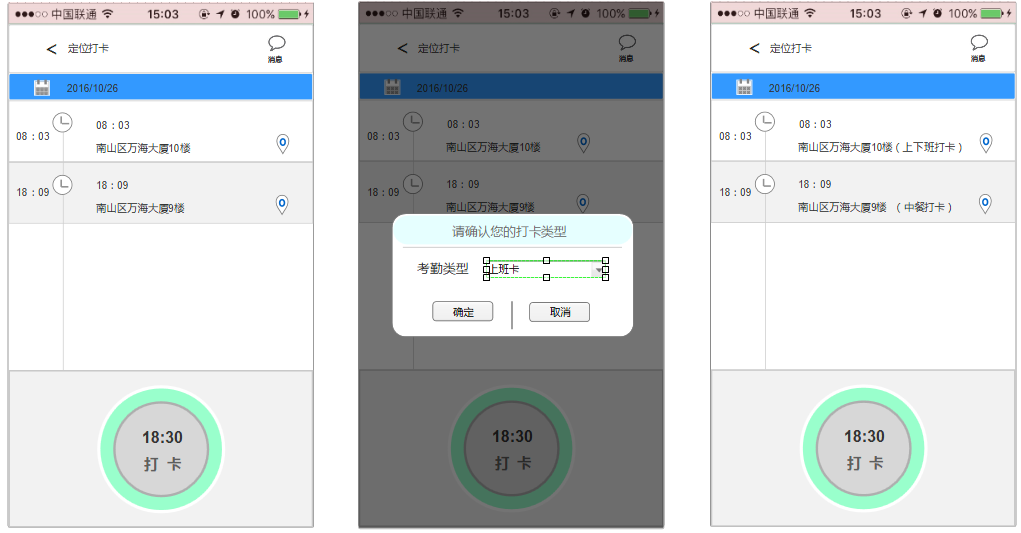 中国联通 15:03 100%
< 定位打卡
消息
2016/10/26
08：03 08：03
南山区万海大厦10楼
18：09 18：09
南山区万海大厦9楼
18:30
打 卡
中国联通 15:03 100%
< 定位打卡
消息
2016/10/26
08：03 08：03
南山区万海大厦10楼
18：09 18：09
南山区万海大厦9楼
请确认您的打卡类型
考勤类型 上班卡
确定 取消
18:30
打 卡
中国联通 15:03 100%
< 定位打卡
消息
2016/10/26
08：03 08：03
南山区万海大厦10楼（上下班打卡）
18：09 18：09
南山区万海大厦9楼 （中餐打卡）
18:30
打 卡